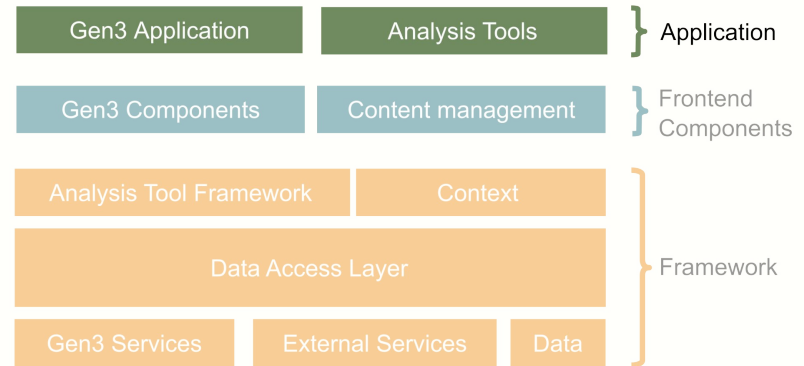 Gen3 Application
Analysis Tools
Application
Gen3 Components
Content management
Frontend
Components
Analysis Tool Framework
Context
Data Access Layer
Framework
Gen3 Services
External Services
Data